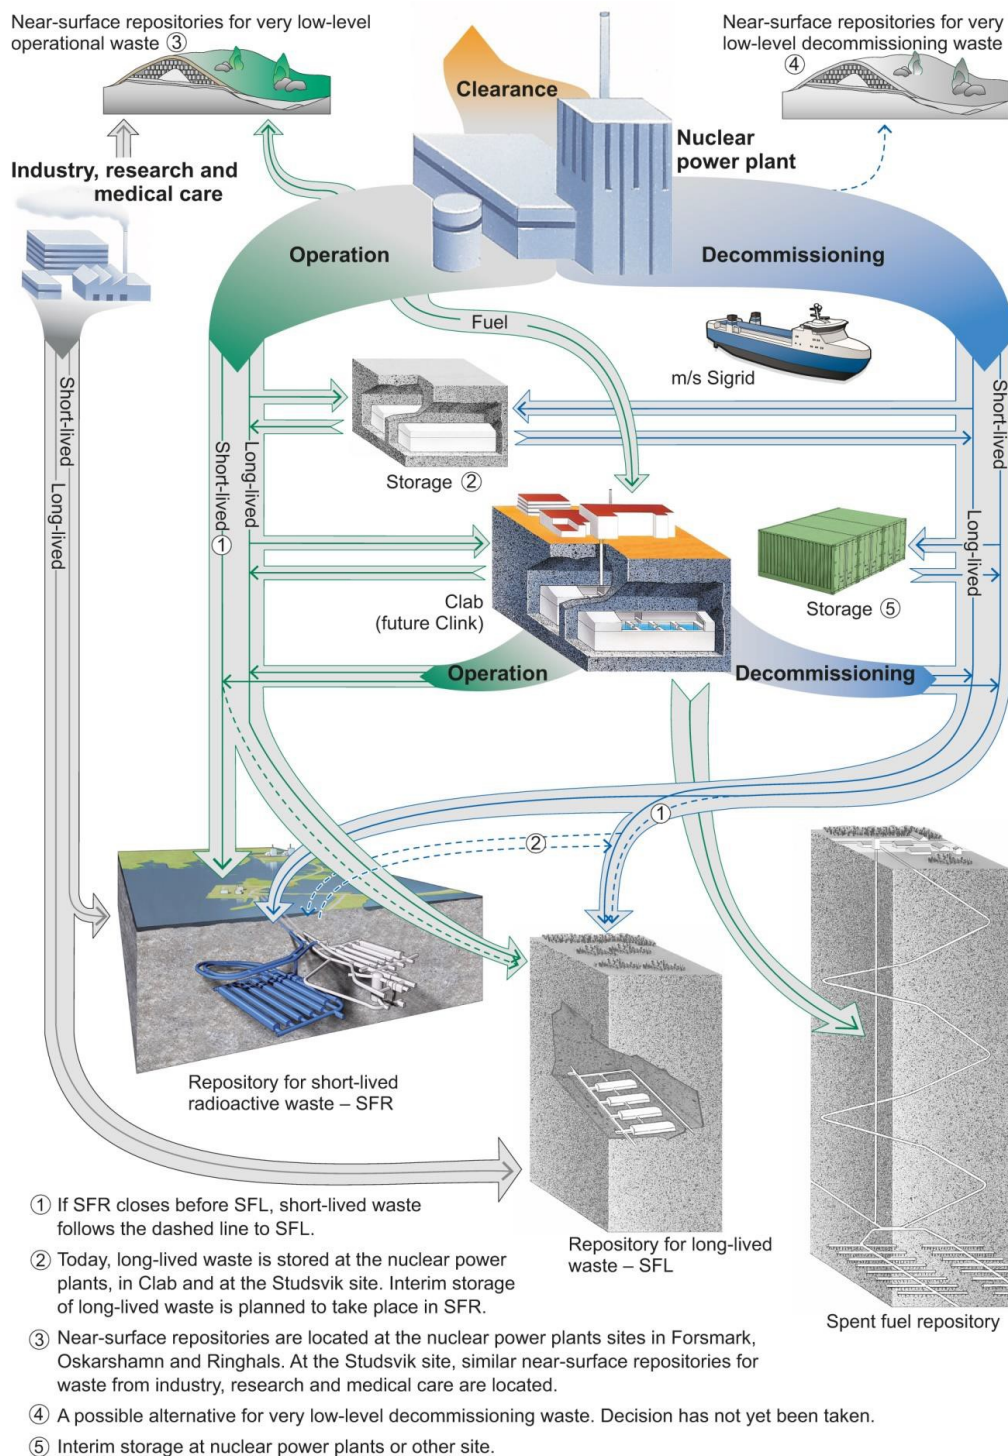 Near-surface repositories for very low-level
operational waste ③
Near-surface repositories for very
low-level decommissioning waste
④
Clearance
Nuclear
power plant
Industry, research and
medical care
Operation
Decommissioning
Fuel
m/s Sigrid
Short-lived
Long-lived
Short-lived
Long-lived
①
Short-lived
Long-lived
Storage ②
Storage ⑤
Clab
(future Clink)
Operation
Decommissioning
①
②
Repository for short-lived
radioactive waste – SFR
Repository for long-lived
waste – SFL
Spent fuel repository
① If SFR closes before SFL, short-lived waste
follows the dashed line to SFL.
② Today, long-lived waste is stored at the nuclear power
plants, in Clab and at the Studsvik site. Interim storage
of long-lived waste is planned to take place in SFR.
③ Near-surface repositories are located at the nuclear power plants sites in Forsmark,
Oskarshamn and Ringhals. At the Studsvik site, similar near-surface repositories for
waste from industry, research and medical care are located.
④ A possible alternative for very low-level decommissioning waste. Decision has not yet been taken.
⑤ Interim storage at nuclear power plants or other site.